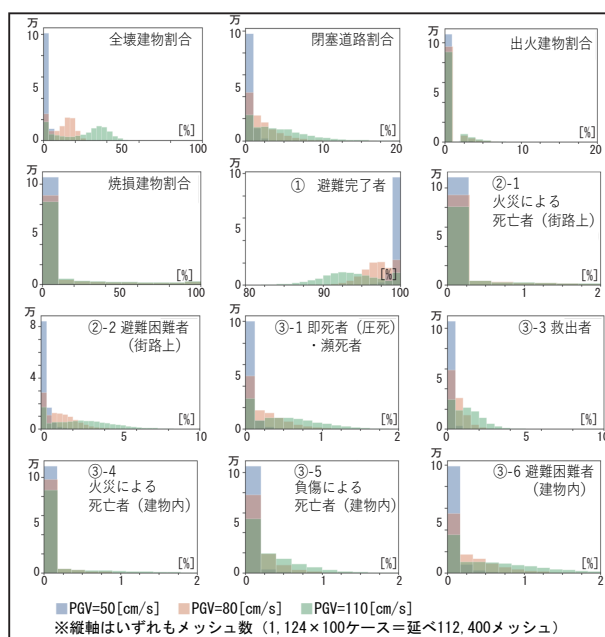 万
10
5
0
0
50
100
[%]
全壊建物割合
万
10
5
0
0
10
20
[%]
閉塞道路割合
万
10
5
0
0
10
20
[%]
出火建物割合
万
10
5
0
0
50
100
[%]
焼損建物割合
万
10
5
0
80
90
100
[%]
① 避難完了者
万
10
5
0
0
1
2
[%]
②-1
火災による
死亡者（街路上）
万
8
4
2
0
0
5
10
[%]
②-2 避難困難者
（街路上）
万
10
5
0
0
1
2
[%]
③-1 即死者（圧死）
・瀕死者
万
10
5
0
0
5
10
[%]
③-3 救出者
万
10
5
0
0
1
2
[%]
③-4
火災による
死亡者（建物内）
万
10
5
0
0
1
2
[%]
③-5
負傷による
死亡者（建物内）
万
10
5
0
0
1
2
[%]
③-6 避難困難者
（建物内）
PGV=50[cm/s] PGV=80[cm/s] PGV=110[cm/s]
※縦軸はいずれもメッシュ数（1,124×100ケース＝延べ112,400メッシュ）